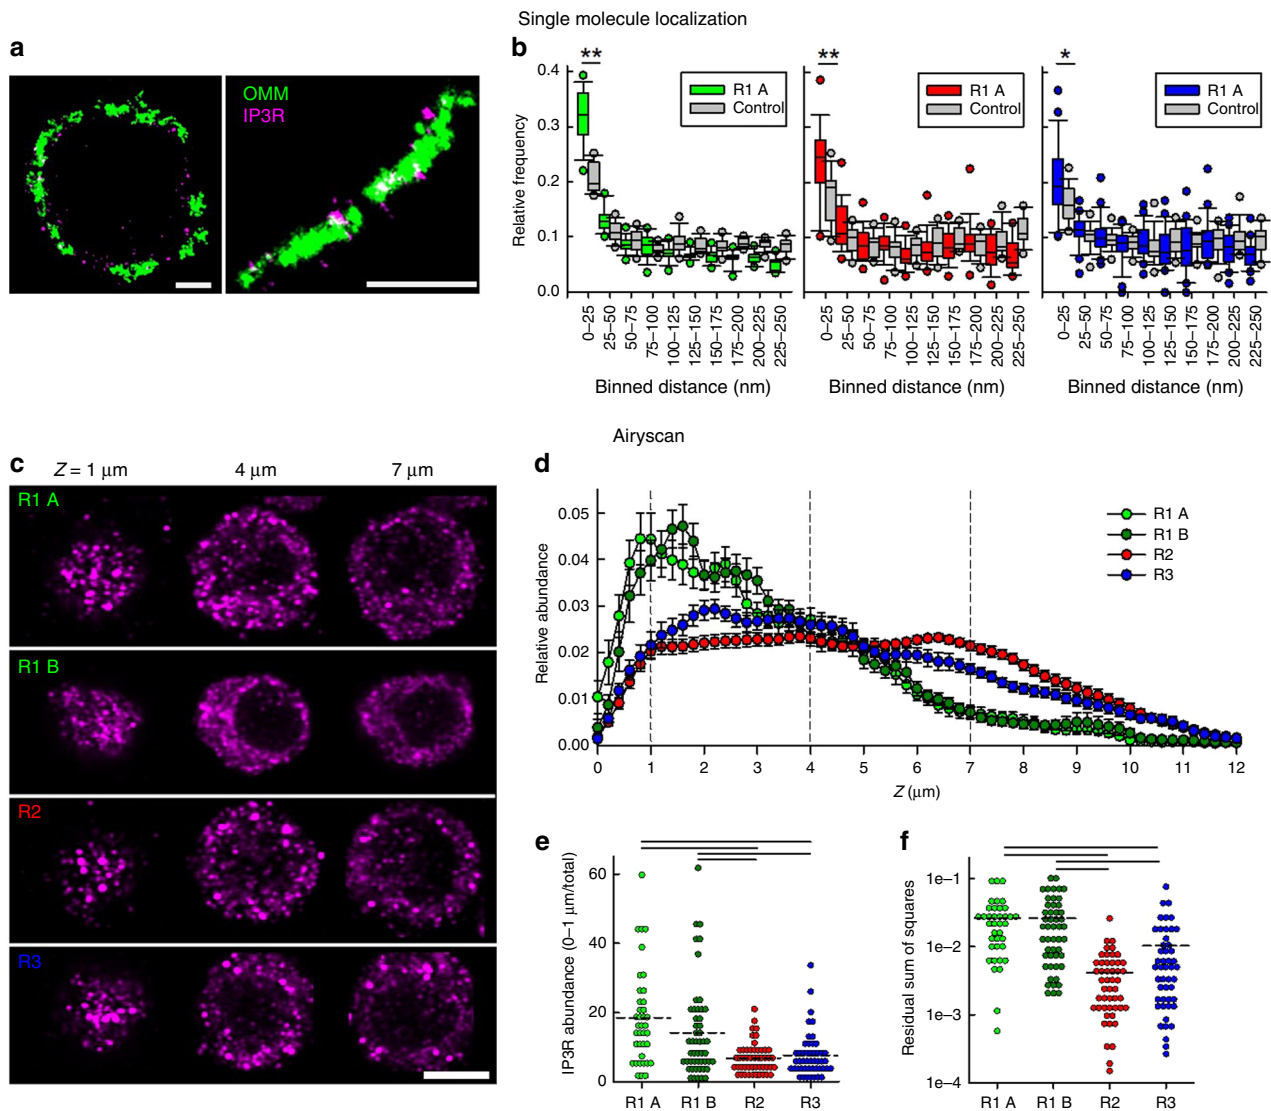 Single molecule localization
a
OMM
IP3R
b
**
R1 A
Control
**
R1 A
Control
*
R1 A
Control
Relative frequency
0.4
0.3
0.2
0.1
0.0
0–25
25–50
50–75
75–100
100–125
125–150
150–175
175–200
200–225
225–250
0–25
25–50
50–75
75–100
100–125
125–150
150–175
175–200
200–225
225–250
0–25
25–50
50–75
75–100
100–125
125–150
150–175
175–200
200–225
225–250
Binned distance (nm)
Binned distance (nm)
Binned distance (nm)
Airyscan
c
Z = 1 µm
4 µm
7 µm
R1 A
R1 B
R2
R3
d
Relative abundance
0.05
0.04
0.03
0.02
0.01
0.00
0 1 2 3 4 5 6 7 8 9 10 11 12
Z (µm)
R1 A
R1 B
R2
R3
e
IP3R abundance (0–1 µm/total)
60
40
20
0
R1 A R1 B R2 R3
f
Residual sum of squares
1e–1
1e–2
1e–3
1e–4
R1 A R1 B R2 R3